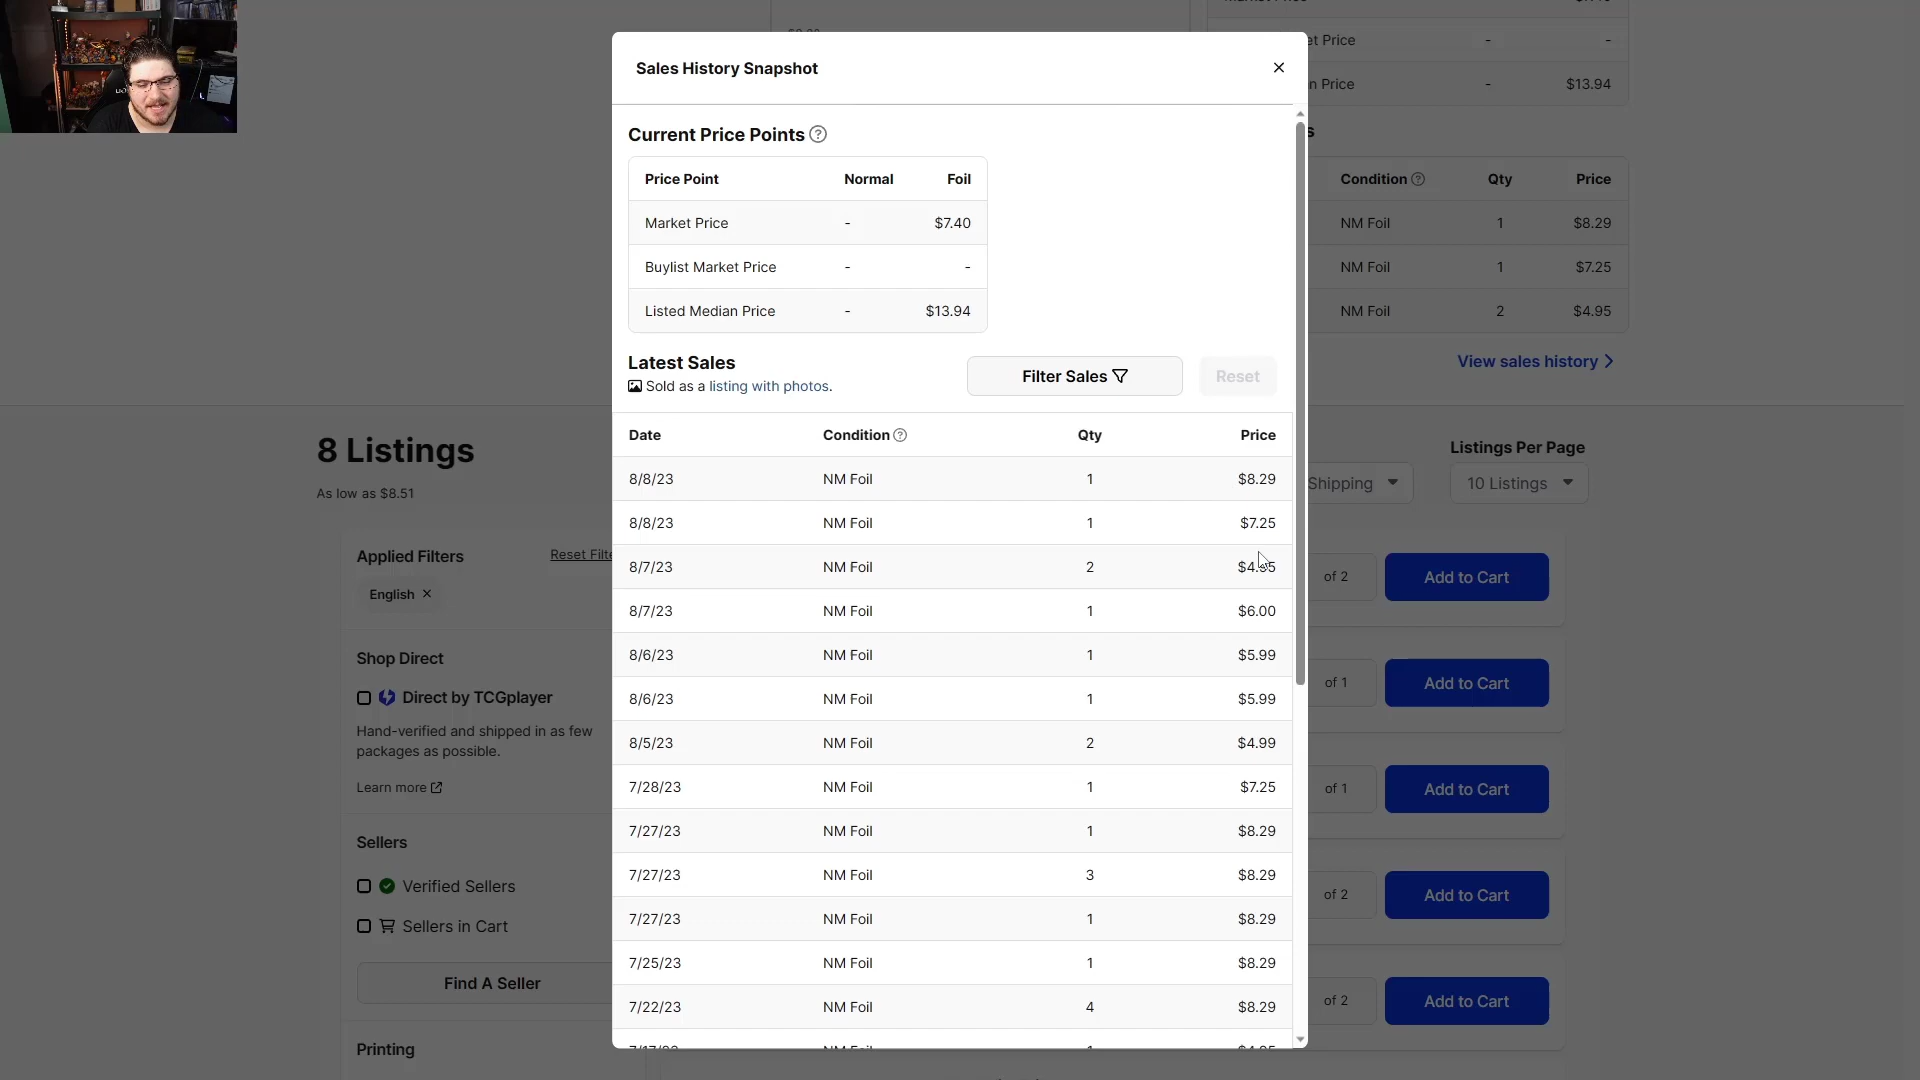 Sales History Snapshot
Current Price Points
Price Point Normal Foil
Market Price - $7.40
Buylist Market Price - -
Listed Median Price - $13.94
Latest Sales
Sold as a listing with photos.
Filter Sales
Reset
Date Condition Qty Price
8/8/23 NM Foil 1 $8.29
8/8/23 NM Foil 1 $7.25
8/7/23 NM Foil 2 $4.95
8/7/23 NM Foil 1 $6.00
8/6/23 NM Foil 1 $5.99
8/6/23 NM Foil 1 $5.99
8/5/23 NM Foil 2 $4.99
7/28/23 NM Foil 1 $7.25
7/27/23 NM Foil 1 $8.29
7/27/23 NM Foil 3 $8.29
7/27/23 NM Foil 1 $8.29
7/25/23 NM Foil 1 $8.29
7/22/23 NM Foil 4 $8.29
et Price - -
n Price - $13.94
s
Condition Qty Price
NM Foil 1 $8.29
NM Foil 1 $7.25
NM Foil 2 $4.95
View sales history
8 Listings
As low as $8.51
Shipping
Listings Per Page
10 Listings
Applied Filters
Reset Filte
English
Shop Direct
Direct by TCGplayer
Hand-verified and shipped in as few
packages as possible.
Learn more
Sellers
Verified Sellers
Sellers in Cart
Find A Seller
Printing
of 2 Add to Cart
of 1 Add to Cart
of 1 Add to Cart
of 2 Add to Cart
of 2 Add to Cart